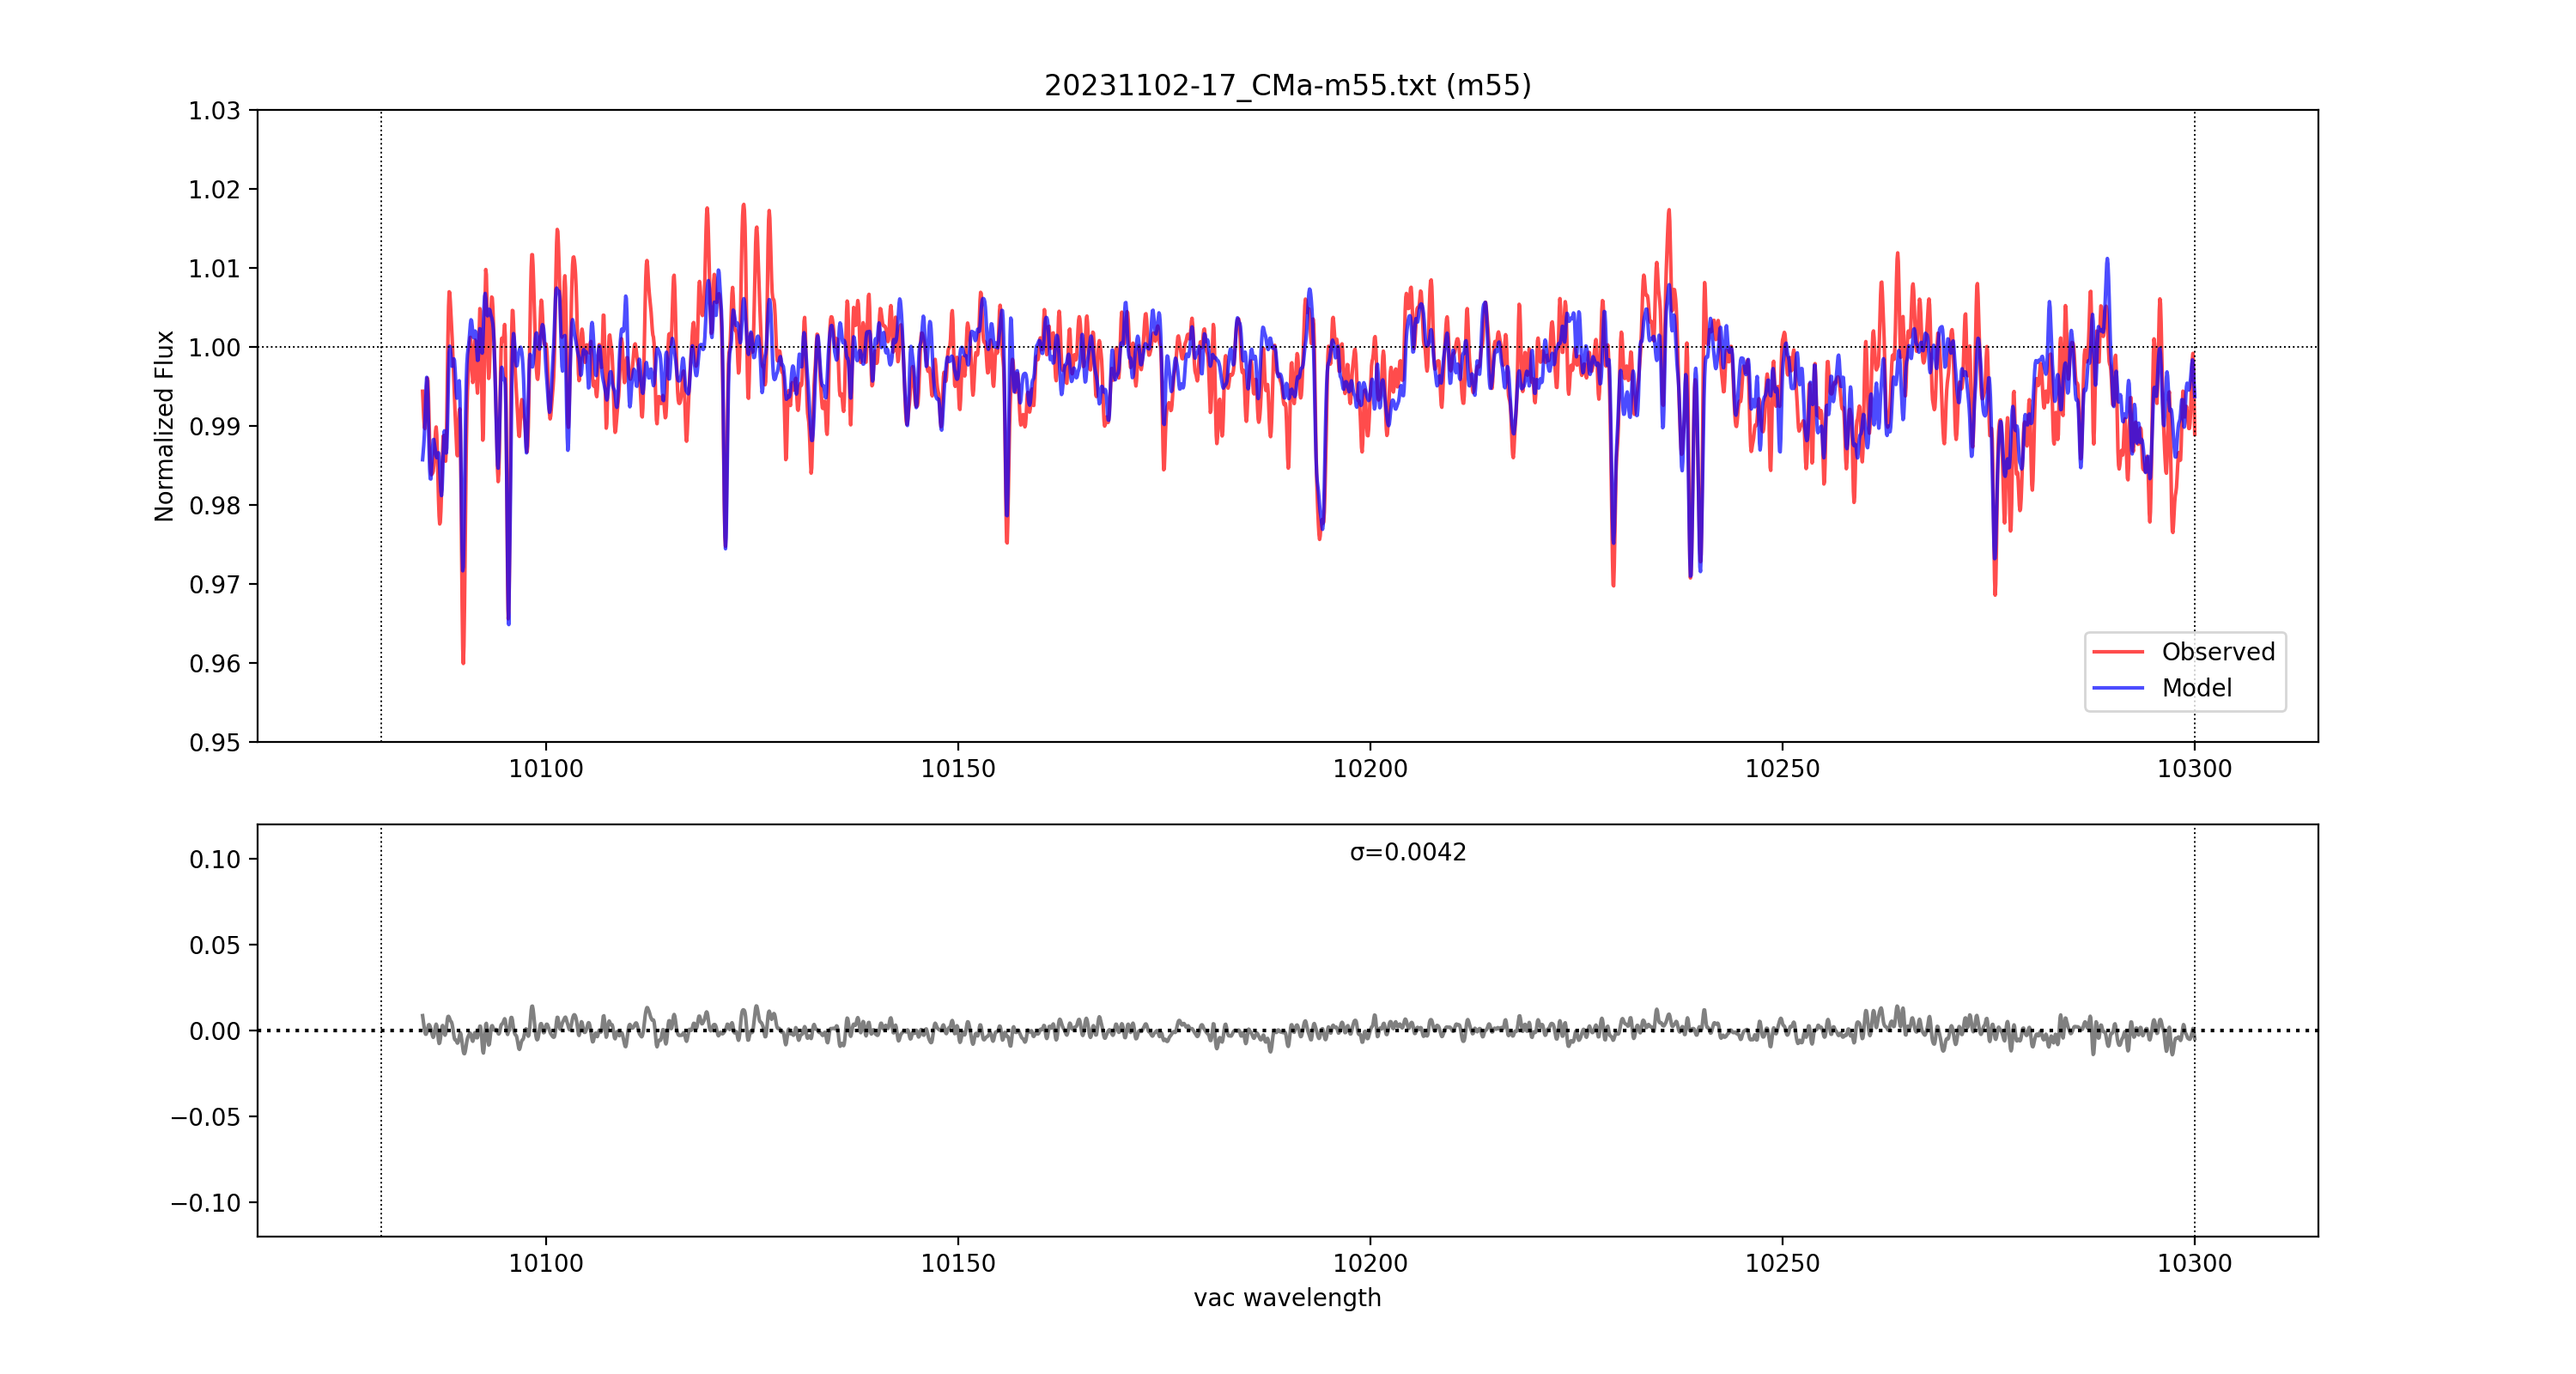 20231102-17_CMa-m55.txt (m55)
1.03
1.02
1.01
1.00
0.99
0.98
0.97
0.96
0.95
Normalized Flux
Observed
Model
10100 10150 10200 10250 10300
σ=0.0042
0.10
0.05
0.00
−0.05
−0.10
10100 10150 10200 10250 10300
vac wavelength